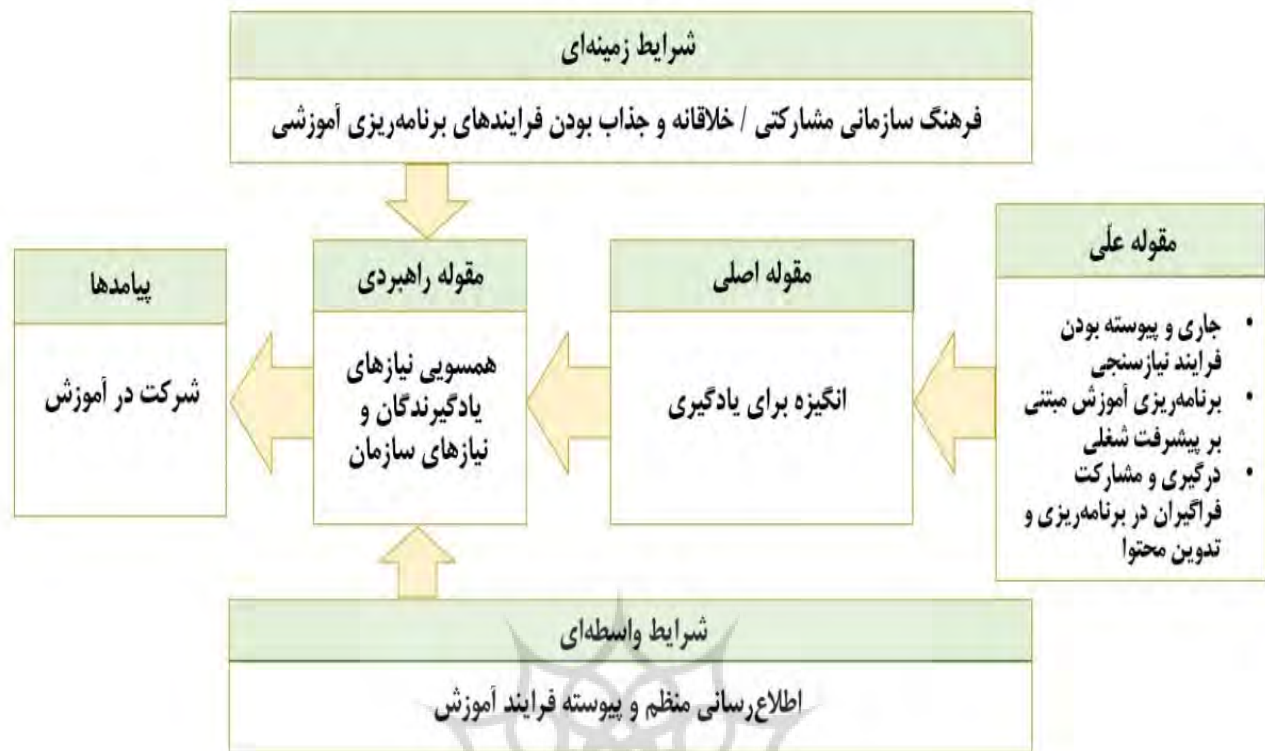 شرایط زمینه‌ای
فرهنگ سازمانی مشارکتی / خلاقانه و جذاب بودن فرایندهای برنامه‌ریزی آموزشی
مقوله علّی
• جاری و پیوسته بودن
فرایند نیازسنجی
• برنامه‌ریزی آموزش مبتنی
بر پیشرفت شغلی
• درگیری و مشارکت
فراگیران در برنامه‌ریزی و
تدوین محتوا
مقوله اصلی
انگیزه برای یادگیری
مقوله راهبردی
همسویی نیازهای
یادگیرندگان و
نیازهای سازمان
پیامدها
شرکت در آموزش
شرایط واسطه‌ای
اطلاع‌رسانی منظم و پیوسته فرایند آموزش